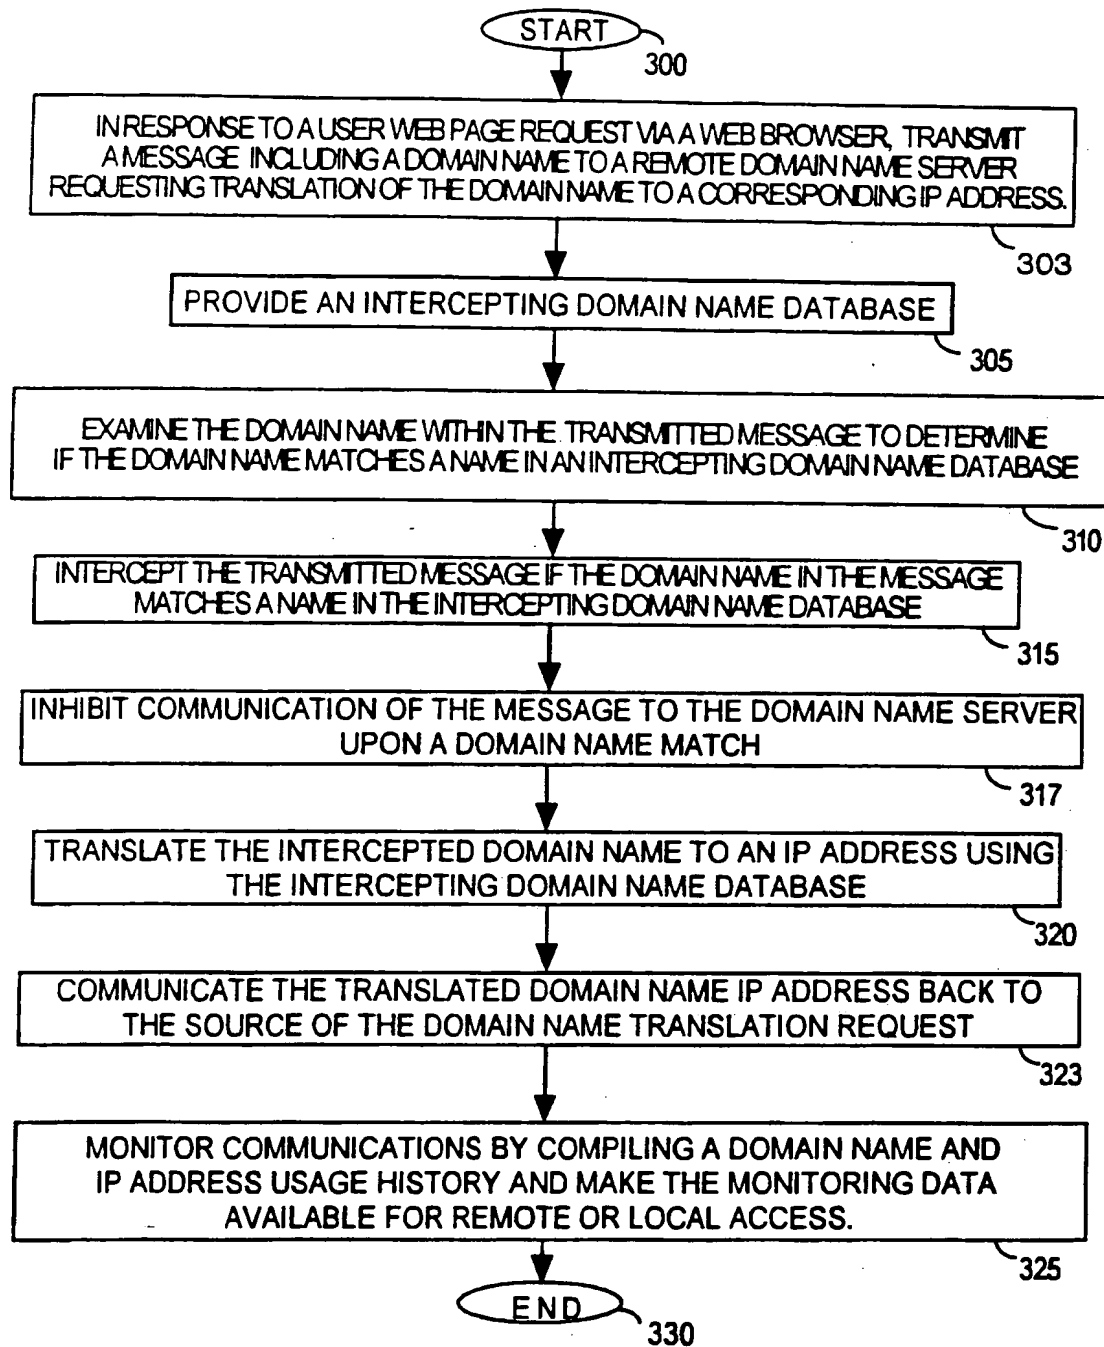 START
300
IN RESPONSE TO A USER WEB PAGE REQUEST VIA A WEB BROWSER, TRANSMIT
A MESSAGE INCLUDING A DOMAIN NAME TO A REMOTE DOMAIN NAME SERVER
REQUESTING TRANSLATION OF THE DOMAIN NAME TO A CORRESPONDING IP ADDRESS.
303
PROVIDE AN INTERCEPTING DOMAIN NAME DATABASE
305
EXAMINE THE DOMAIN NAME WITHIN THE TRANSMITTED MESSAGE TO DETERMINE
IF THE DOMAIN NAME MATCHES A NAME IN AN INTERCEPTING DOMAIN NAME DATABASE
310
INTERCEPT THE TRANSMITTED MESSAGE IF THE DOMAIN NAME IN THE MESSAGE
MATCHES A NAME IN THE INTERCEPTING DOMAIN NAME DATABASE
315
INHIBIT COMMUNICATION OF THE MESSAGE TO THE DOMAIN NAME SERVER
UPON A DOMAIN NAME MATCH
317
TRANSLATE THE INTERCEPTED DOMAIN NAME TO AN IP ADDRESS USING
THE INTERCEPTING DOMAIN NAME DATABASE
320
COMMUNICATE THE TRANSLATED DOMAIN NAME IP ADDRESS BACK TO
THE SOURCE OF THE DOMAIN NAME TRANSLATION REQUEST
323
MONITOR COMMUNICATIONS BY COMPILING A DOMAIN NAME AND
IP ADDRESS USAGE HISTORY AND MAKE THE MONITORING DATA
AVAILABLE FOR REMOTE OR LOCAL ACCESS.
325
END
330